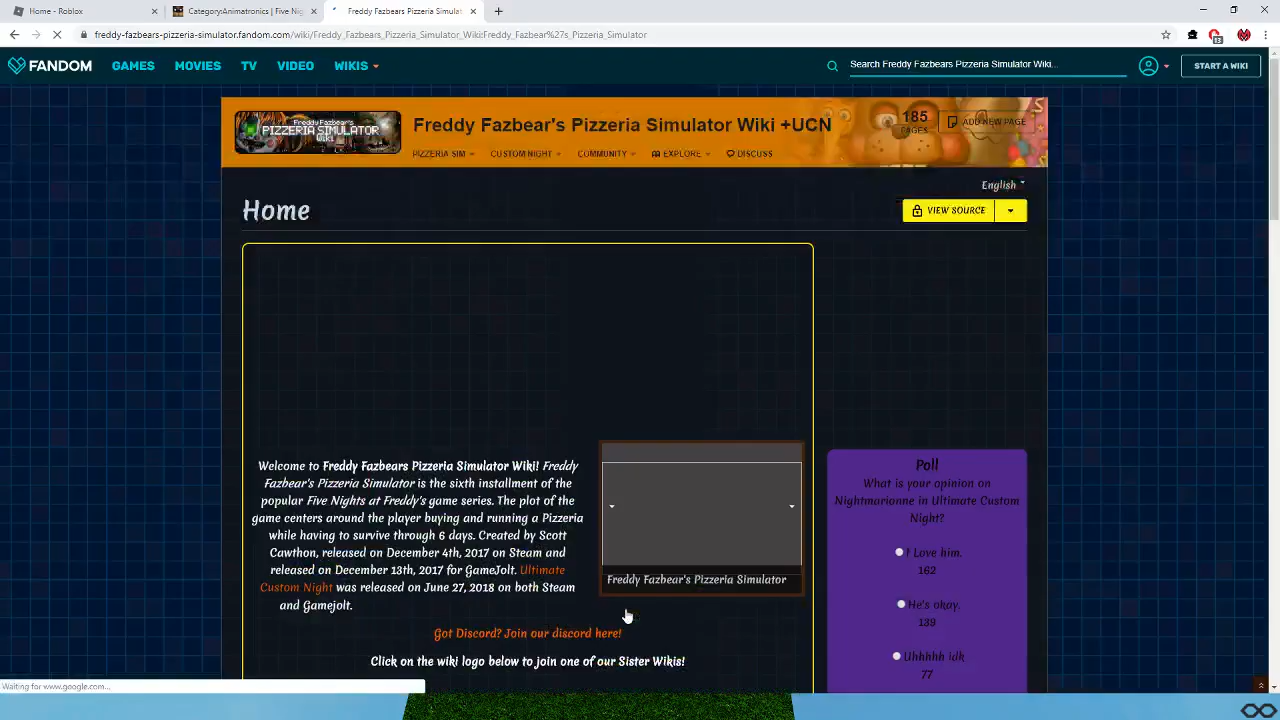 Home - Roblox
Category:Animatronics | Five Nig
Freddy Fazbear's Pizzeria Simulat
freddy-fazbears-pizzeria-simulator.fandom.com/wiki/Freddy_Fazbears_Pizzeria_Simulator_Wiki:Freddy_Fazbear%27s_Pizzeria_Simulator
FANDOM
GAMES
MOVIES
TV
VIDEO
WIKIS
Search Freddy Fazbears Pizzeria Simulator Wiki...
START A WIKI
Freddy Fazbear's
PIZZERIA SIMULATOR
Wiki
Freddy Fazbear's Pizzeria Simulator Wiki +UCN
185
PAGES
ADD NEW PAGE
PIZZERIA SIM
CUSTOM NIGHT
COMMUNITY
EXPLORE
DISCUSS
English
Home
VIEW SOURCE
Welcome to Freddy Fazbears Pizzeria Simulator Wiki! Freddy
Fazbear's Pizzeria Simulator is the sixth installment of the
popular Five Nights at Freddy's game series. The plot of the
game centers around the player buying and running a Pizzeria
while having to survive through 6 days. Created by Scott
Cawthon, released on December 4th, 2017 on Steam and
released on December 13th, 2017 for GameJolt. Ultimate
Custom Night was released on June 27, 2018 on both Steam
and Gamejolt.
Freddy Fazbear's Pizzeria Simulator
Got Discord? Join our discord here!
Click on the wiki logo below to join one of our Sister Wikis!
Poll
What is your opinion on
Nightmarionne in Ultimate Custom
Night?
I Love him.
162
He's okay.
139
Uhhhhh idk
77
Waiting for www.google.com...